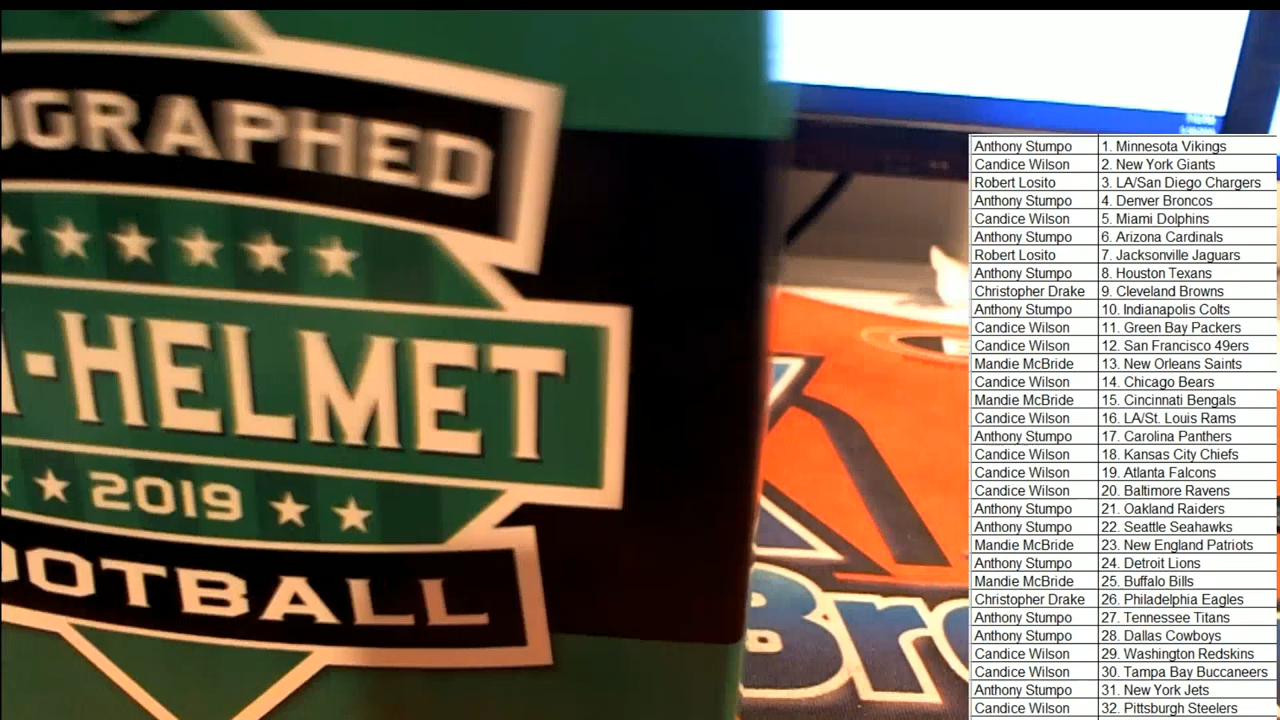 OGRAPHED
-HELMET
2019
OOTBALL
Bro
Anthony Stumpo 1. Minnesota Vikings
Candice Wilson 2. New York Giants
Robert Losito 3. LA/San Diego Chargers
Anthony Stumpo 4. Denver Broncos
Candice Wilson 5. Miami Dolphins
Anthony Stumpo 6. Arizona Cardinals
Robert Losito 7. Jacksonville Jaguars
Anthony Stumpo 8. Houston Texans
Christopher Drake 9. Cleveland Browns
Anthony Stumpo 10. Indianapolis Colts
Candice Wilson 11. Green Bay Packers
Candice Wilson 12. San Francisco 49ers
Mandie McBride 13. New Orleans Saints
Candice Wilson 14. Chicago Bears
Mandie McBride 15. Cincinnati Bengals
Candice Wilson 16. LA/St. Louis Rams
Anthony Stumpo 17. Carolina Panthers
Candice Wilson 18. Kansas City Chiefs
Candice Wilson 19. Atlanta Falcons
Candice Wilson 20. Baltimore Ravens
Anthony Stumpo 21. Oakland Raiders
Anthony Stumpo 22. Seattle Seahawks
Mandie McBride 23. New England Patriots
Anthony Stumpo 24. Detroit Lions
Mandie McBride 25. Buffalo Bills
Christopher Drake 26. Philadelphia Eagles
Anthony Stumpo 27. Tennessee Titans
Anthony Stumpo 28. Dallas Cowboys
Candice Wilson 29. Washington Redskins
Candice Wilson 30. Tampa Bay Buccaneers
Anthony Stumpo 31. New York Jets
Candice Wilson 32. Pittsburgh Steelers